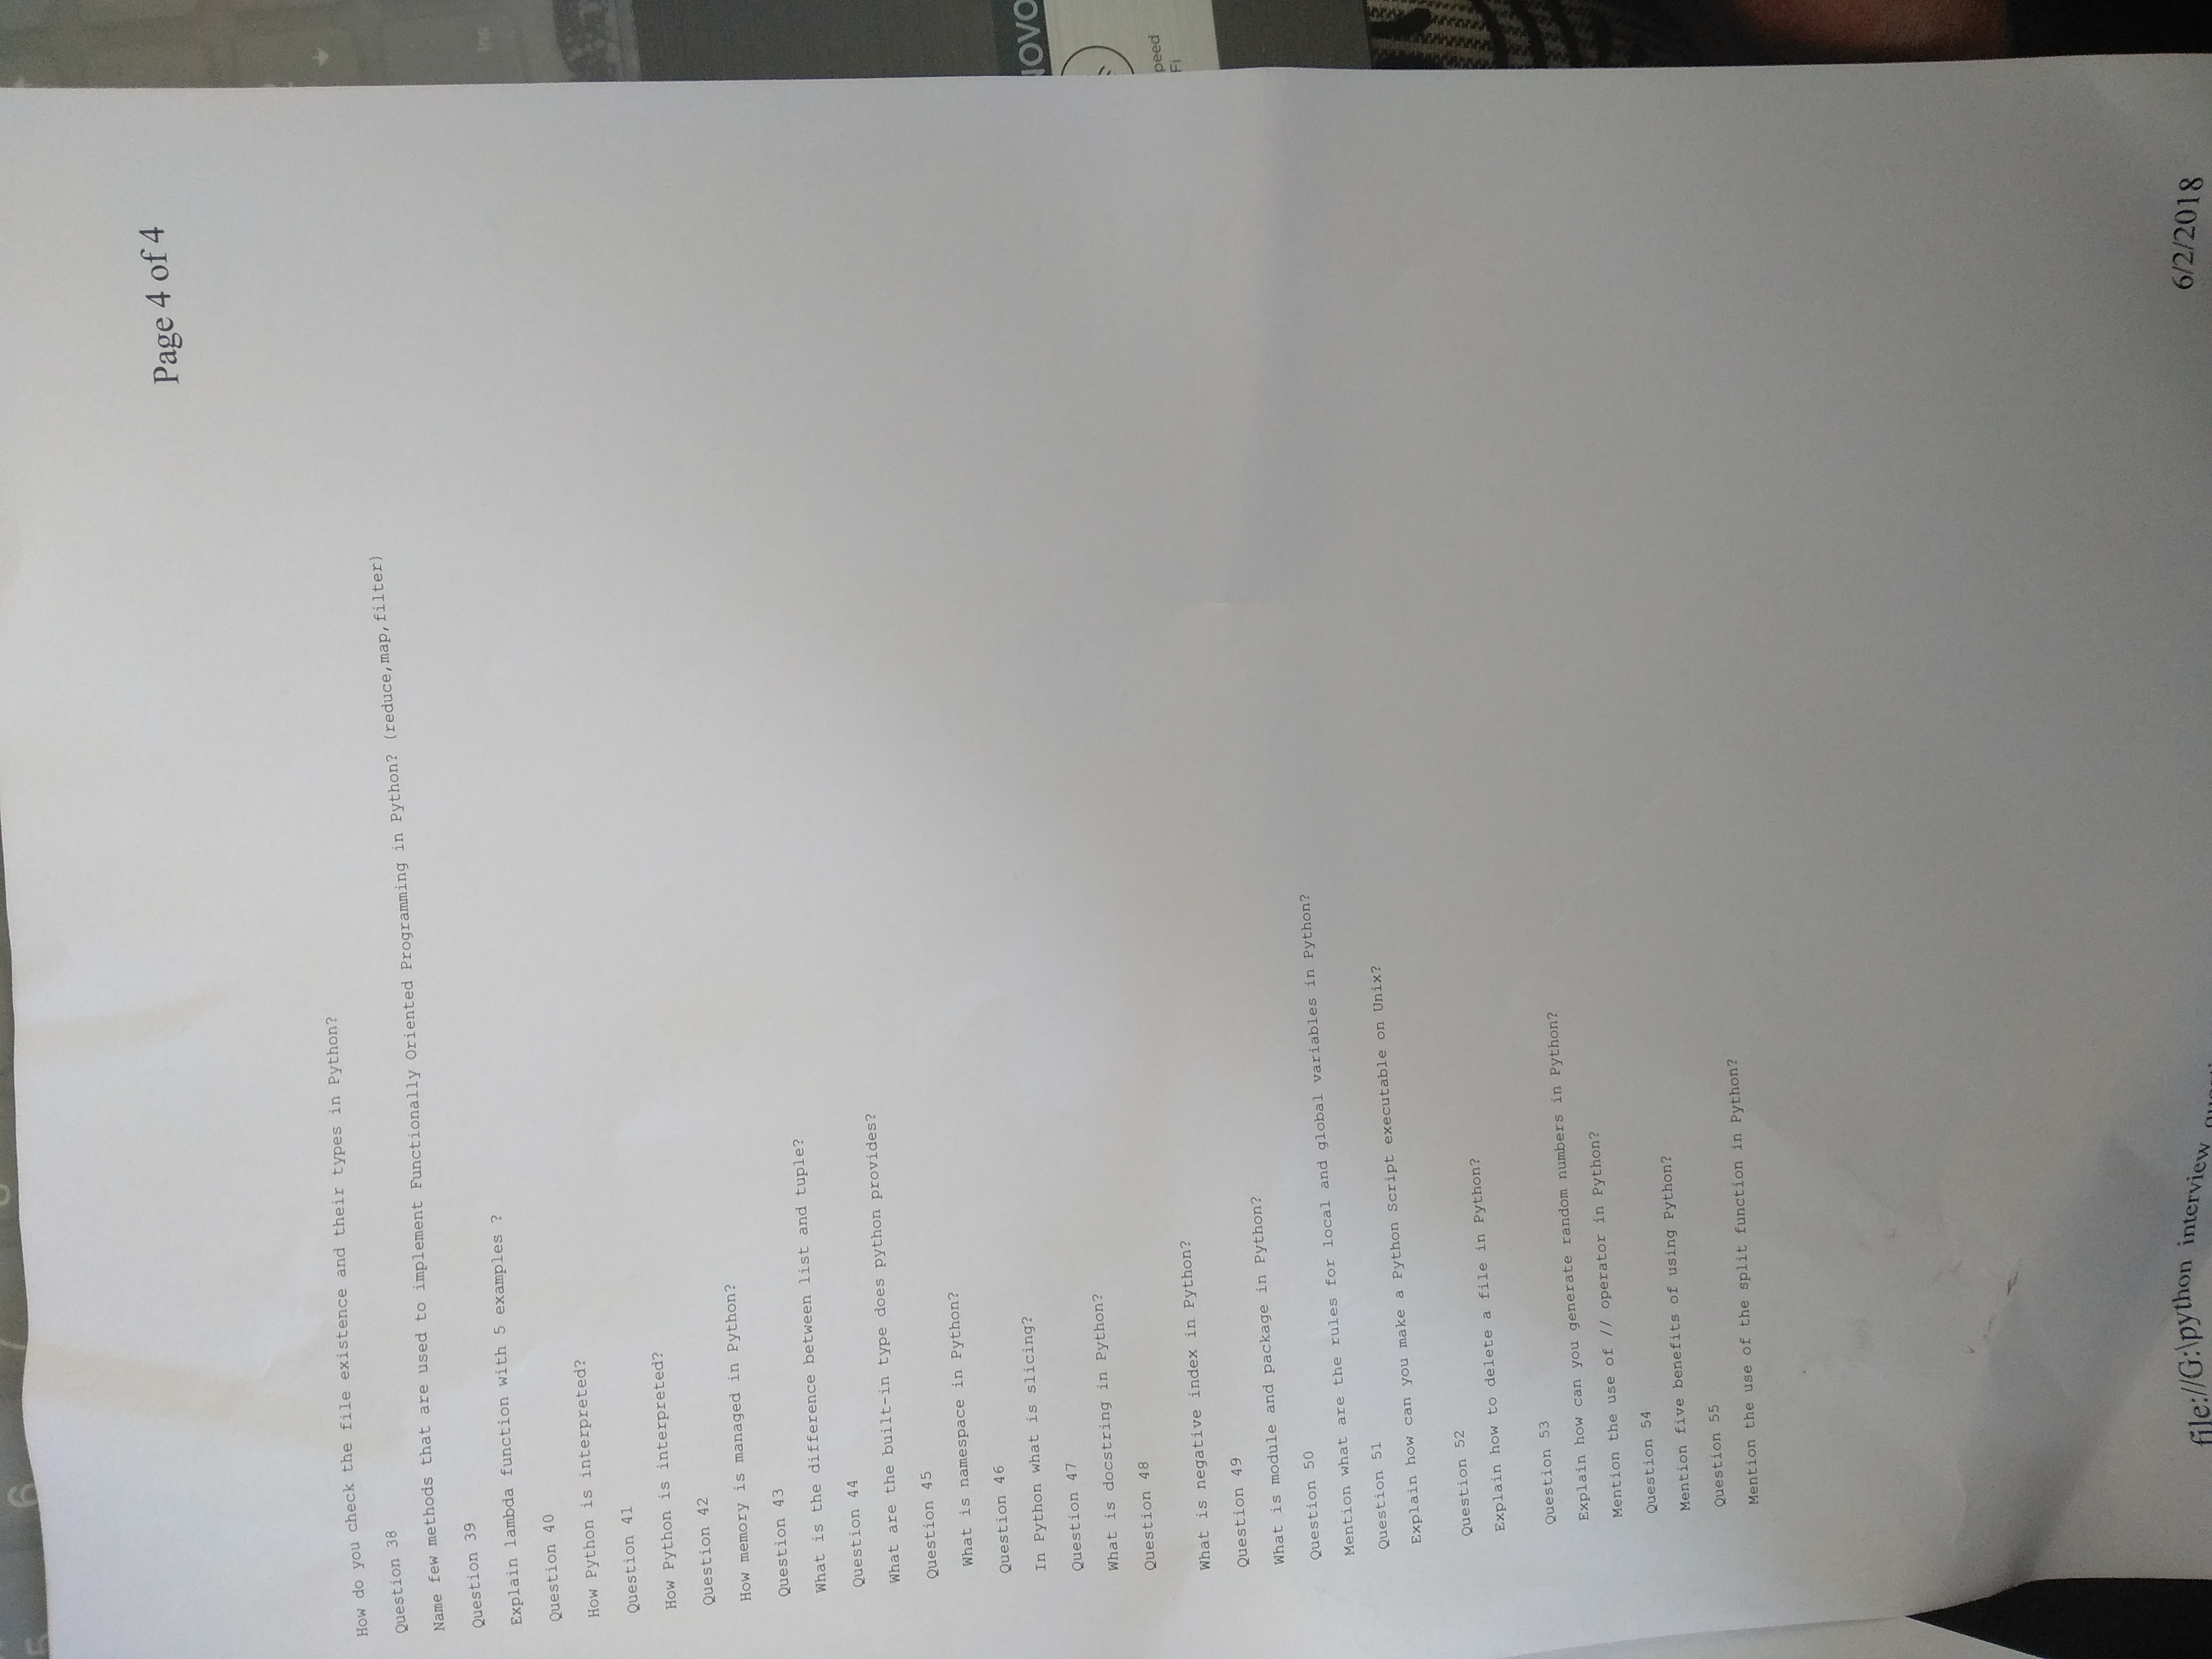 Page 4 of 4
How do you check the file existence and their types in Python?
Question 38
Name few methods that are used to implement Functionally Oriented Programming in Python? (reduce,map,filter)
Question 39
Explain lambda function with 5 examples ?
Question 40
How Python is interpreted?
Question 41
How Python is interpreted?
Question 42
How memory is managed in Python?
Question 43
What is the difference between list and tuple?
Question 44
What are the built-in type does python provides?
Question 45
What is namespace in Python?
Question 46
In Python what is slicing?
Question 47
What is docstring in Python?
Question 48
What is negative index in Python?
Question 49
What is module and package in Python?
Question 50
Mention what are the rules for local and global variables in Python?
Question 51
Explain how can you make a Python Script executable on Unix?
Question 52
Explain how to delete a file in Python?
Question 53
Explain how can you generate random numbers in Python?
Mention the use of // operator in Python?
Question 54
Mention five benefits of using Python?
Question 55
Mention the use of the split function in Python?
file://G:\python interview
6/2/2018
Ins
peed
Fi
5
6